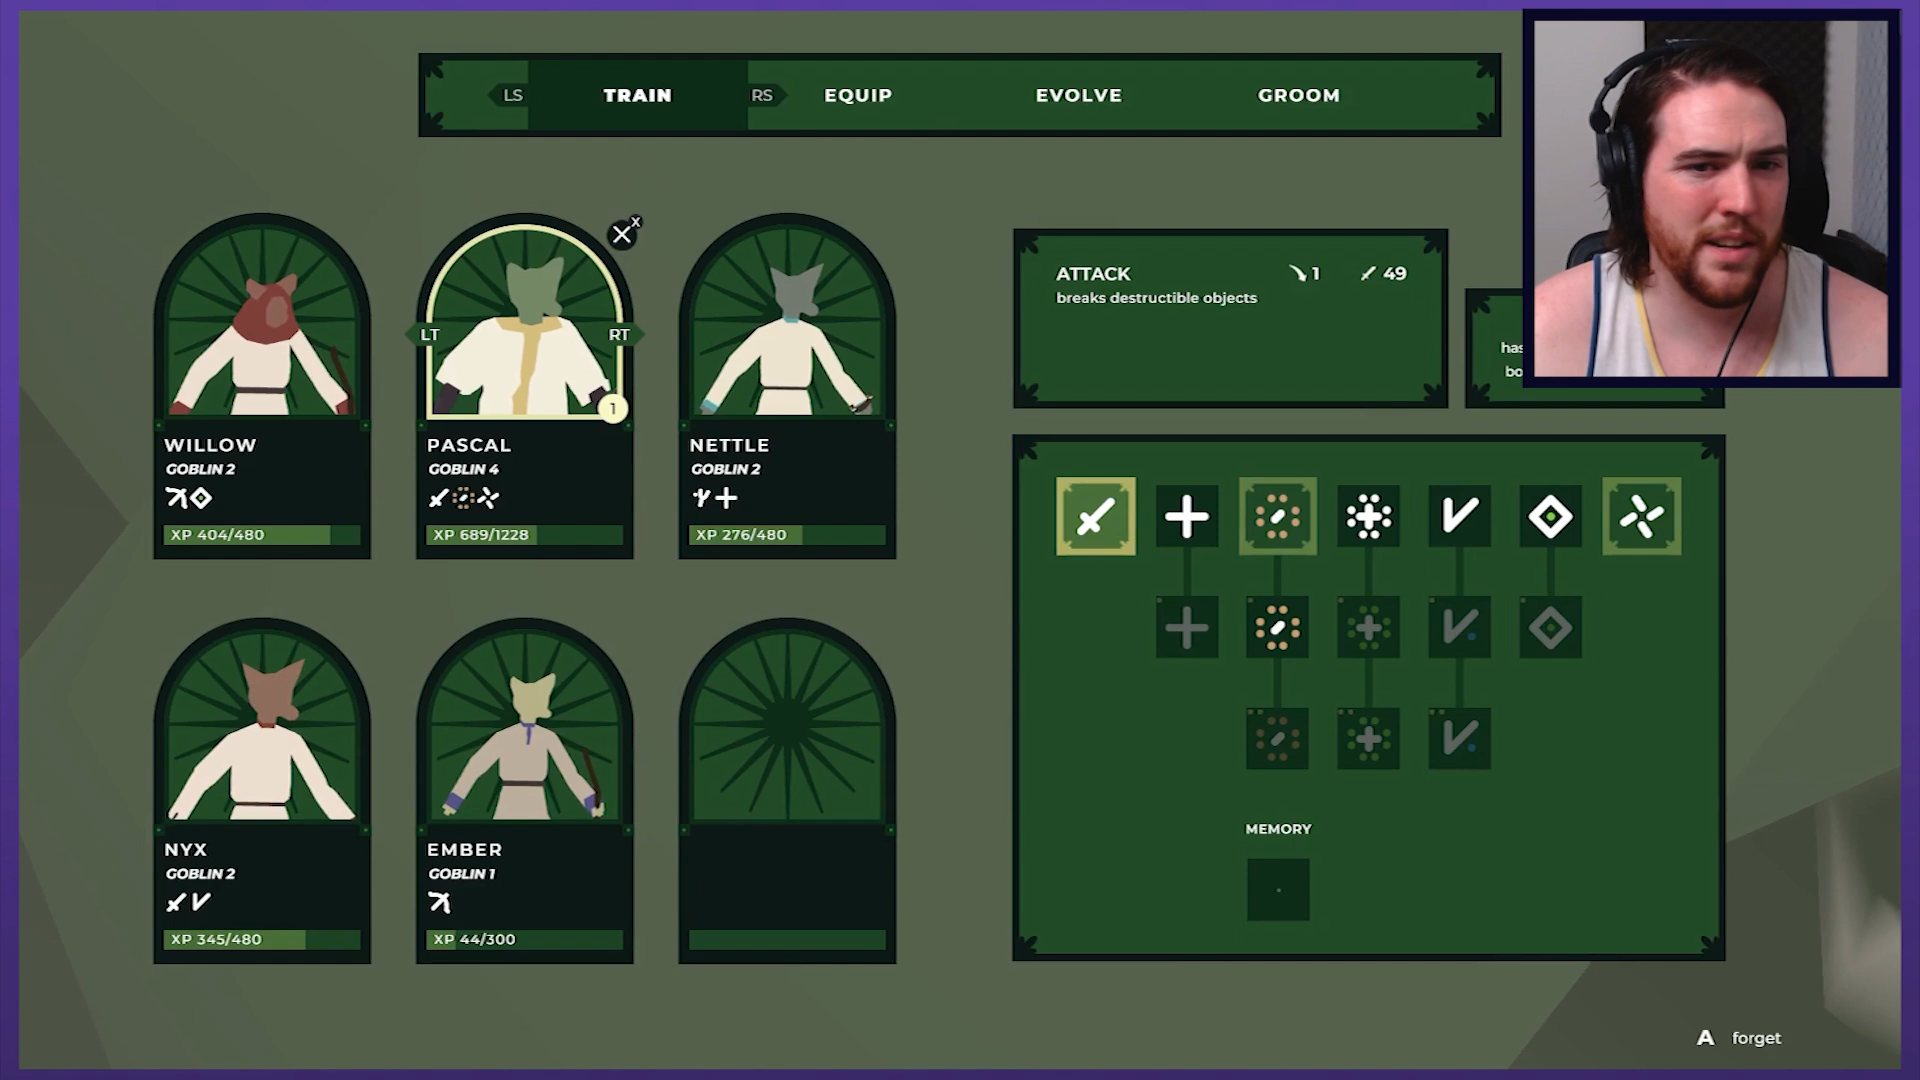 LS TRAIN RS EQUIP EVOLVE GROOM
X
ATTACK 1 49
breaks destructible objects
LT RT
1
WILLOW
GOBLIN 2
XP 404/480
PASCAL
GOBLIN 4
XP 689/1228
NETTLE
GOBLIN 2
XP 276/480
NYX
GOBLIN 2
XP 345/480
EMBER
GOBLIN 1
XP 44/300
MEMORY
A forget